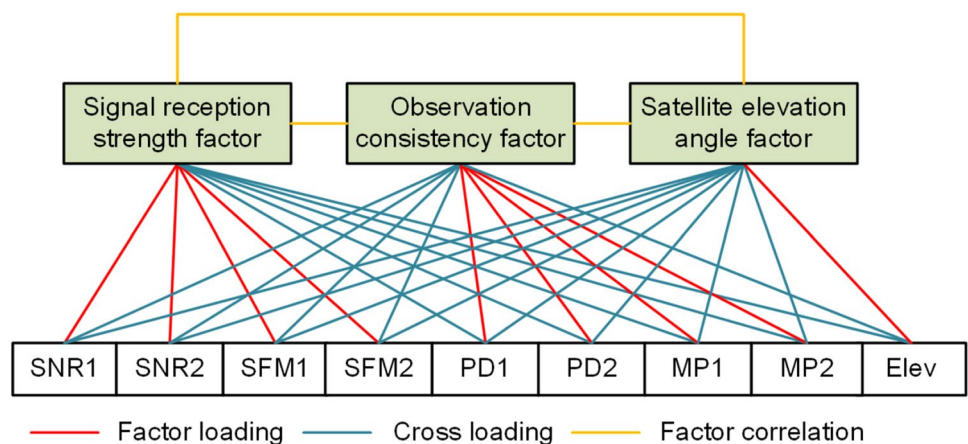 Signal reception
strength factor
Observation
consistency factor
Satellite elevation
angle factor
SNR1 SNR2 SFM1 SFM2 PD1 PD2 MP1 MP2 Elev
Factor loading Cross loading Factor correlation